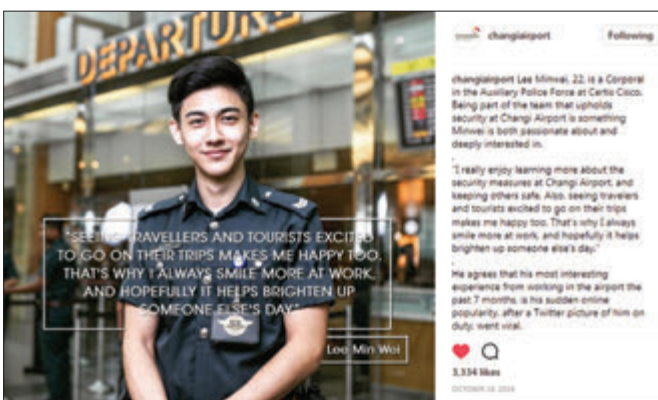 DEPARTURE
"SEEING TRAVELLERS AND TOURISTS EXCITED
TO GO ON THEIR TRIPS MAKES ME HAPPY TOO.
THAT'S WHY I ALWAYS SMILE MORE AT WORK,
AND HOPEFULLY IT HELPS BRIGHTEN UP
SOMEONE ELSE'S DAY."
Lee Min Wei
changiairport
Following
changiairport Lee Minwei, 22, is a Corporal
in the Auxiliary Police Force at Certis Cisco.
Being part of the team that upholds
security at Changi Airport is something
Minwei is both passionate about and
deeply interested in.
"I really enjoy learning more about the
security measures at Changi Airport, and
keeping others safe. Also, seeing travelers
and tourists excited to go on their trips
makes me happy too. That's why I always
smile more at work, and hopefully it helps
brighten up someone else's day."
He agrees that his most interesting
experience from working in the airport the
past 7 months, is his sudden online
popularity, after a Twitter picture of him on
duty, went viral.
3,334 likes
OCTOBER